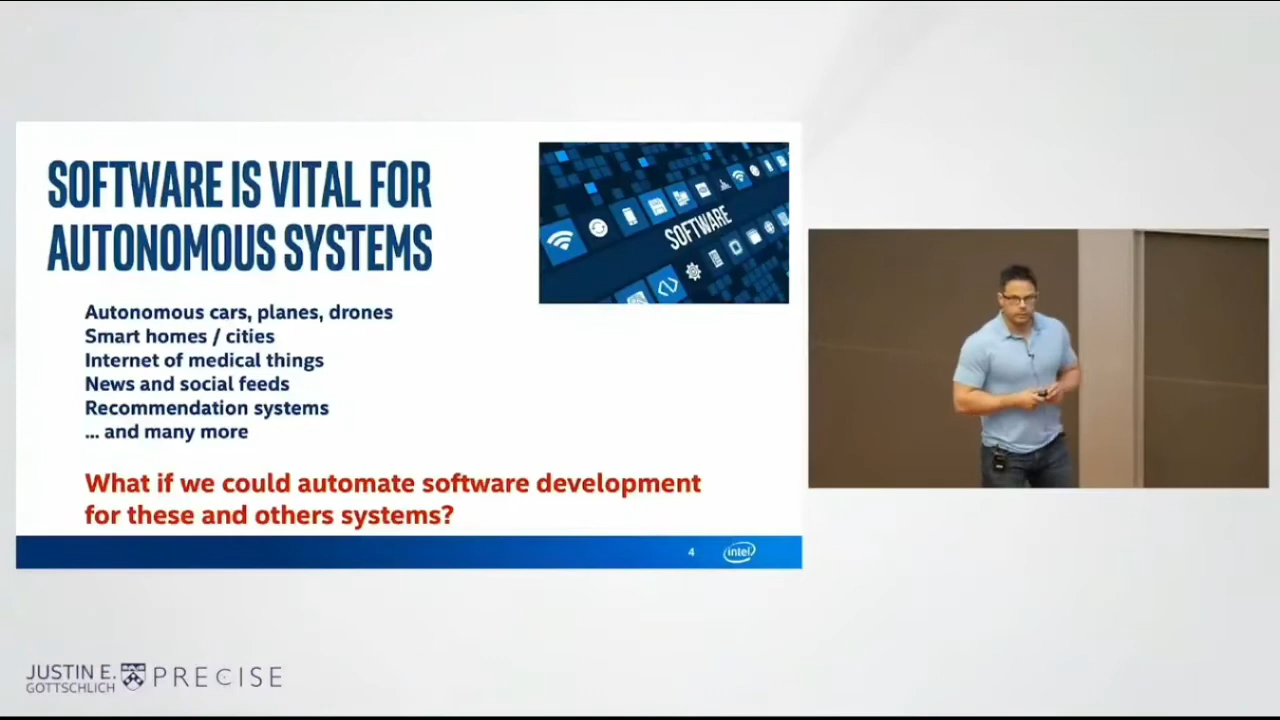 SOFTWARE IS VITAL FOR
AUTONOMOUS SYSTEMS
SOFTWARE
Autonomous cars, planes, drones
Smart homes / cities
Internet of medical things
News and social feeds
Recommendation systems
... and many more
What if we could automate software development
for these and others systems?
4
intel
JUSTIN E.
GOTTSCHLICH
PRECISE